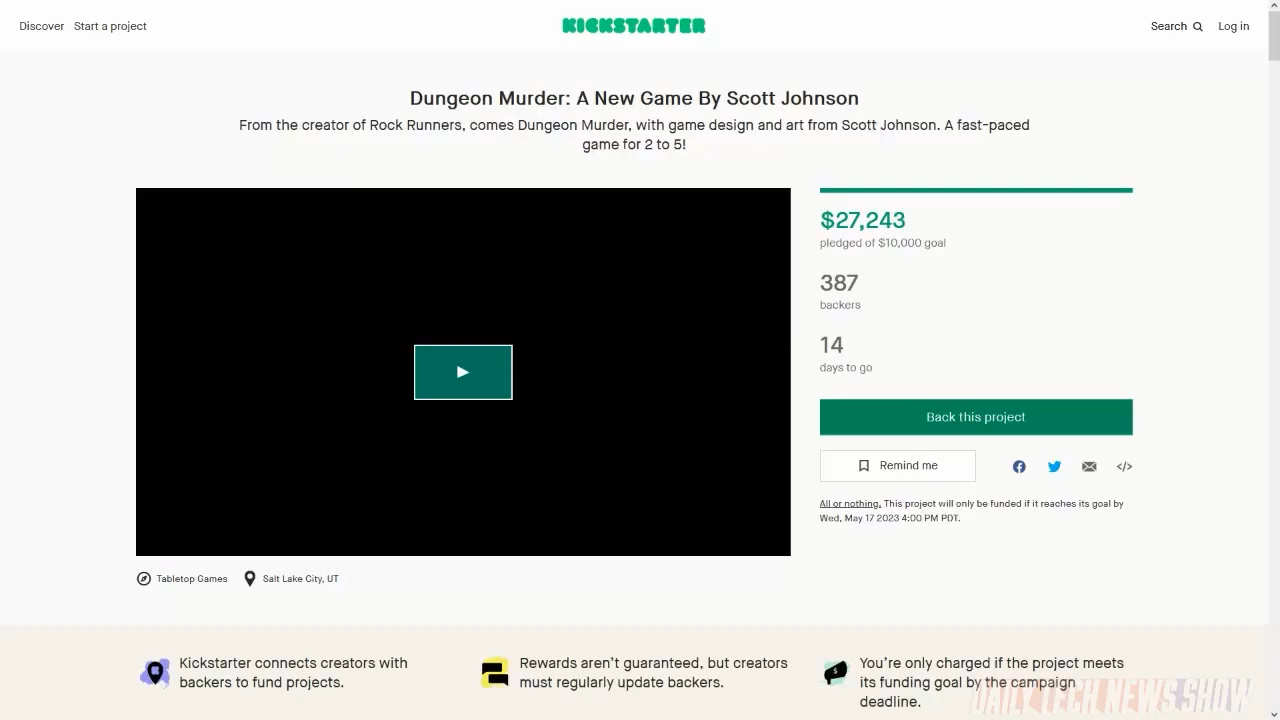 Discover Start a project KICKSTARTER Search Log in
Dungeon Murder: A New Game By Scott Johnson
From the creator of Rock Runners, comes Dungeon Murder, with game design and art from Scott Johnson. A fast-paced
game for 2 to 5!
$27,243
pledged of $10,000 goal
387
backers
14
days to go
Back this project
Remind me
All or nothing. This project will only be funded if it reaches its goal by
Wed, May 17 2023 4:00 PM PDT.
Tabletop Games Salt Lake City, UT
Kickstarter connects creators with
backers to fund projects.
Rewards aren’t guaranteed, but creators
must regularly update backers.
You’re only charged if the project meets
its funding goal by the campaign
deadline.
DAILY TECH NEWS SHOW